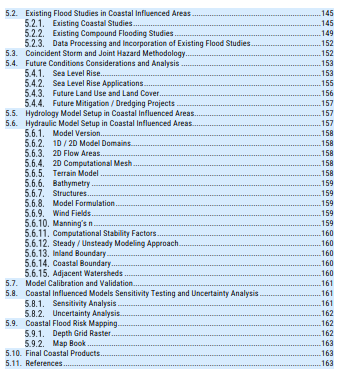 5.2. Existing Flood Studies in Coastal Influenced Areas 145
5.2.1. Existing Coastal Studies 145
5.2.2. Existing Compound Flooding Studies 149
5.2.3. Data Processing and Incorporation of Existing Flood Studies 152
5.3. Coincident Storm and Joint Hazard Methodology 152
5.4. Future Conditions Considerations and Analysis 153
5.4.1. Sea Level Rise 153
5.4.2. Sea Level Rise Applications 155
5.4.3. Future Land Use and Land Cover 156
5.4.4. Future Mitigation / Dredging Projects 157
5.5. Hydrology Model Setup in Coastal Influenced Areas 157
5.6. Hydraulic Model Setup in Coastal Influenced Areas 157
5.6.1. Model Version 158
5.6.2. 1D / 2D Model Domains 158
5.6.3. 2D Flow Areas 158
5.6.4. 2D Computational Mesh 158
5.6.5. Terrain Model 158
5.6.6. Bathymetry 159
5.6.7. Structures 159
5.6.8. Model Formulation 159
5.6.9. Wind Fields 159
5.6.10. Manning's n 159
5.6.11. Computational Stability Factors 160
5.6.12. Steady / Unsteady Modeling Approach 160
5.6.13. Inland Boundary 160
5.6.14. Coastal Boundary 160
5.6.15. Adjacent Watersheds 160
5.7. Model Calibration and Validation 161
5.8. Coastal Influenced Models Sensitivity Testing and Uncertainty Analysis 161
5.8.1. Sensitivity Analysis 161
5.8.2. Uncertainty Analysis 162
5.9. Coastal Flood Risk Mapping 162
5.9.1. Depth Grid Raster 162
5.9.2. Map Book 163
5.10. Final Coastal Products 163
5.11. References 163